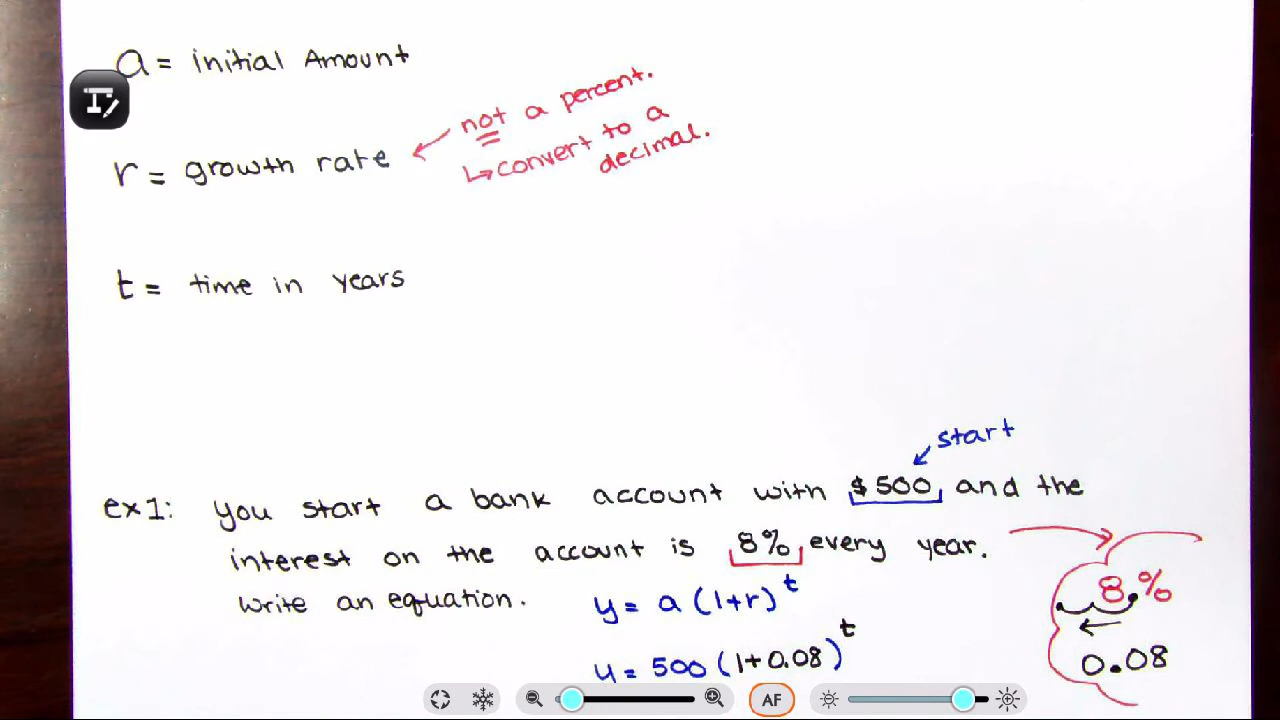 a = initial Amount
not a percent.
↳ convert to a
decimal.
r = growth rate
t = time in years
start
ex1: you start a bank account with $500 and the
interest on the account is 8% every year.
write an equation.
y = a (1+r)^t
8.%
y = 500 (1+0.08)^t
0.08
AF